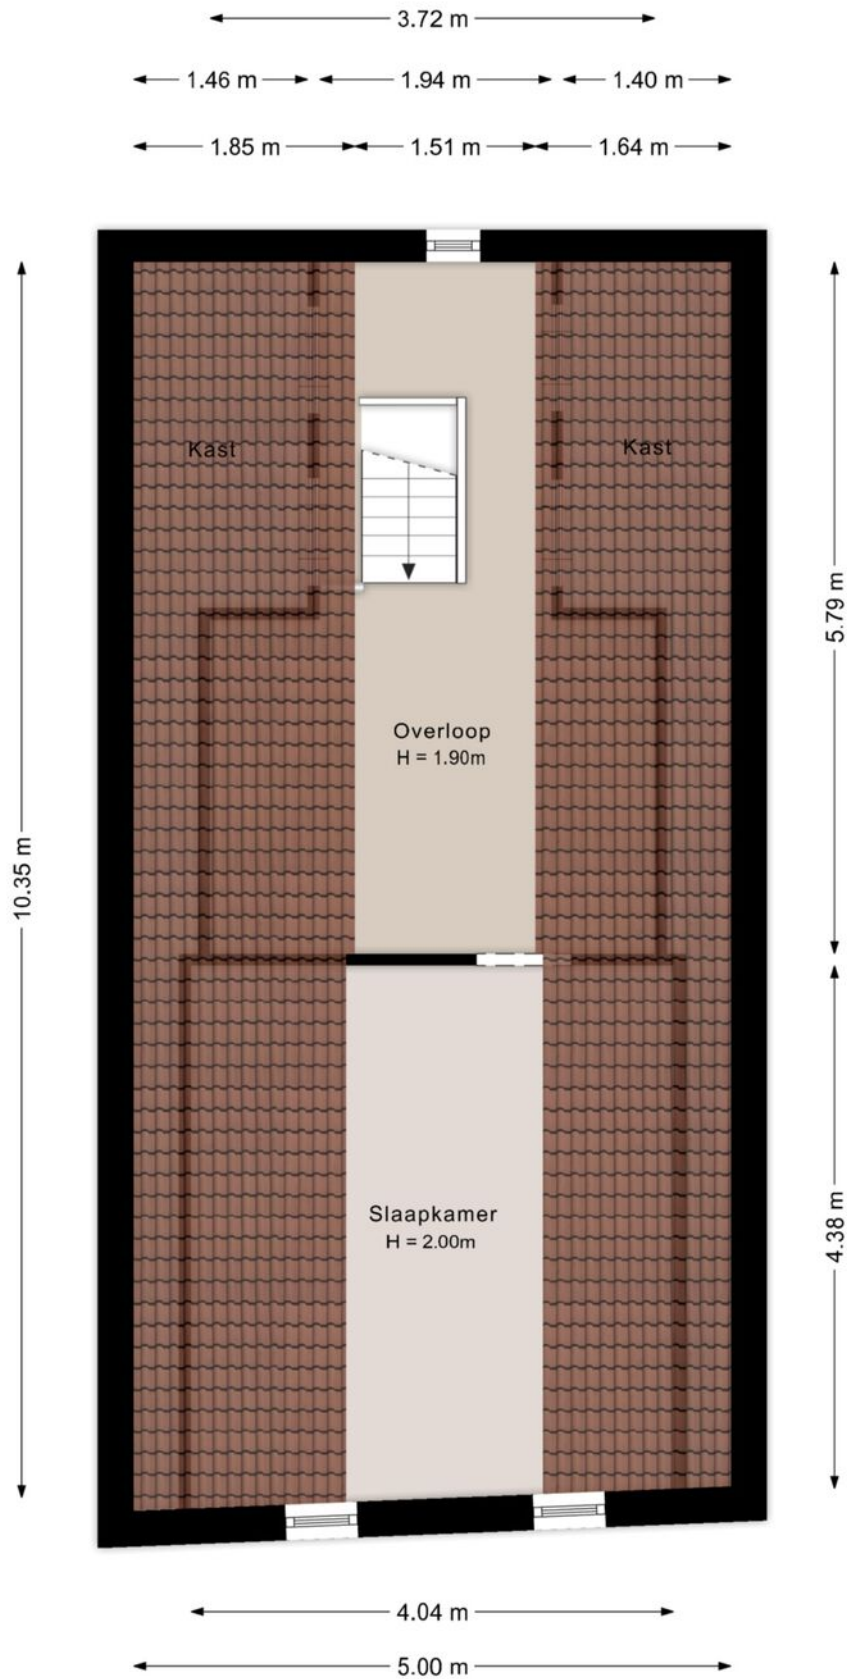 3.72 m
1.46 m
1.94 m
1.40 m
1.85 m
1.51 m
1.64 m
Kast
Kast
5.79 m
Overloop
H = 1.90m
10.35 m
Slaapkamer
H = 2.00m
4.38 m
4.04 m
5.00 m